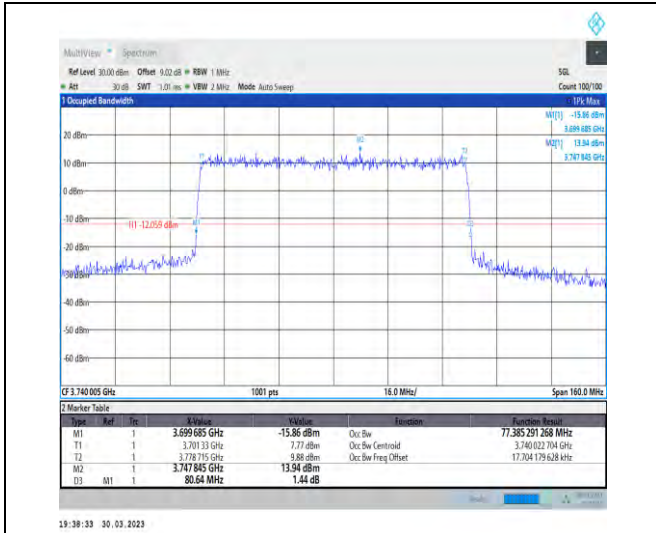 MultiView Spectrum
Ref Level 30.00 dBm Offset 9.02 dB RBW 1 MHz SGL
Att 30 dB SWT 1.01 ms VBW 2 MHz Mode Auto Sweep Count 100/100
1 Occupied Bandwidth 1Pk Max
M1[1] -15.86 dBm
3.699 685 GHz
20 dBm
M2[1] 13.94 dBm
3.747 845 GHz
M2
T1
T2
10 dBm
0 dBm
-10 dBm
H1 -12.059 dBm
M1
D3
-20 dBm
-30 dBm
-40 dBm
-50 dBm
-60 dBm
CF 3.740 005 GHz 1001 pts 16.0 MHz/ Span 160.0 MHz
2 Marker Table
Type Ref Trc X-Value Y-Value Function Function Result
M1 1 3.699 685 GHz -15.86 dBm Occ Bw 77.385 291 268 MHz
T1 1 3.701 33 GHz 7.77 dBm Occ Bw Centroid 3.740 022 704 GHz
T2 1 3.778 715 GHz 9.88 dBm Occ Bw Freq Offset 17.704 179 628 kHz
M2 1 3.747 845 GHz 13.94 dBm
D3 M1 1 80.64 MHz 1.44 dB
19:38:33 30.03.2023